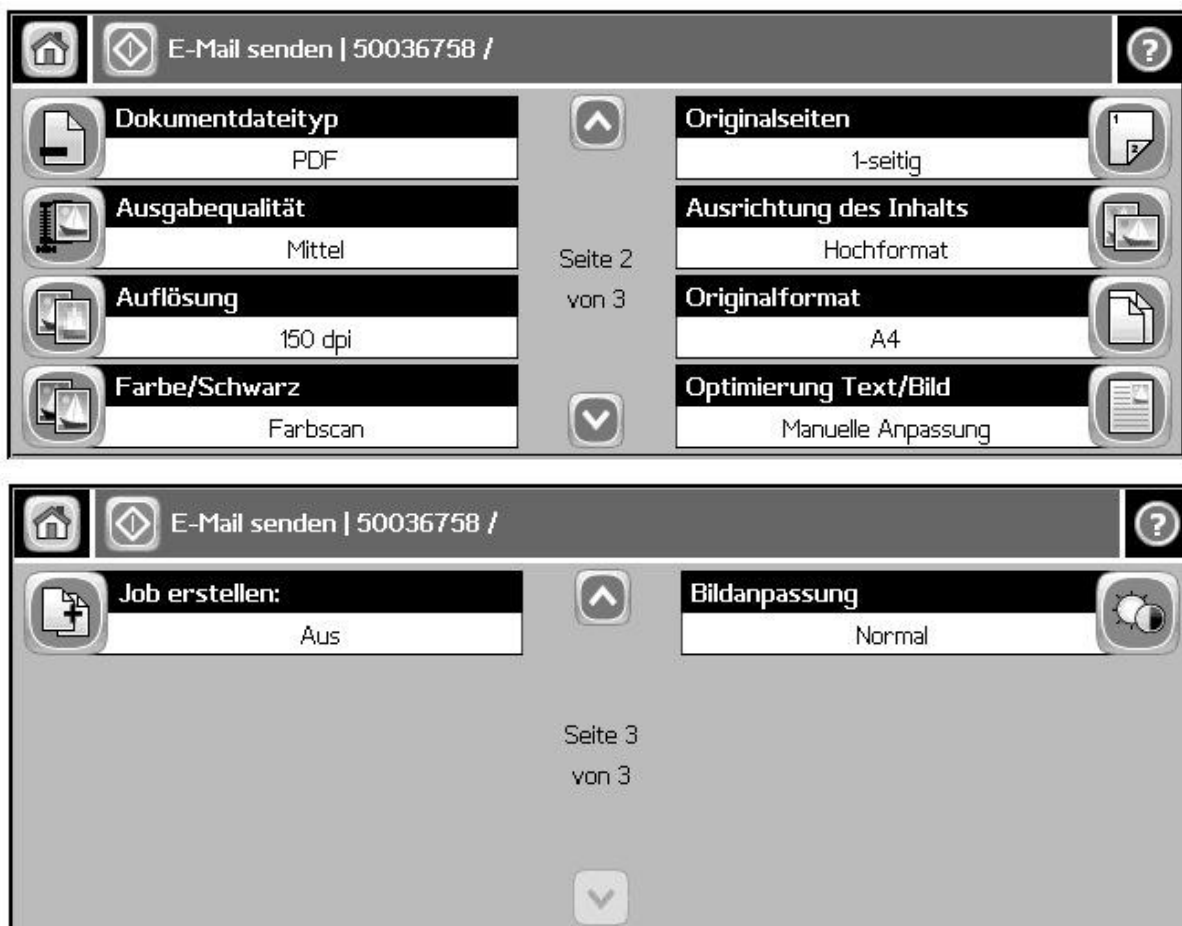 E-Mail senden | 50036758 /
?
Dokumentdateityp
PDF
Ausgabequalität
Mittel
Auflösung
150 dpi
Farbe/Schwarz
Farbscan
Seite 2
von 3
Originalseiten
1-seitig
1
2
Ausrichtung des Inhalts
Hochformat
Originalformat
A4
Optimierung Text/Bild
Manuelle Anpassung
E-Mail senden | 50036758 /
?
Job erstellen:
Aus
Seite 3
von 3
Bildanpassung
Normal